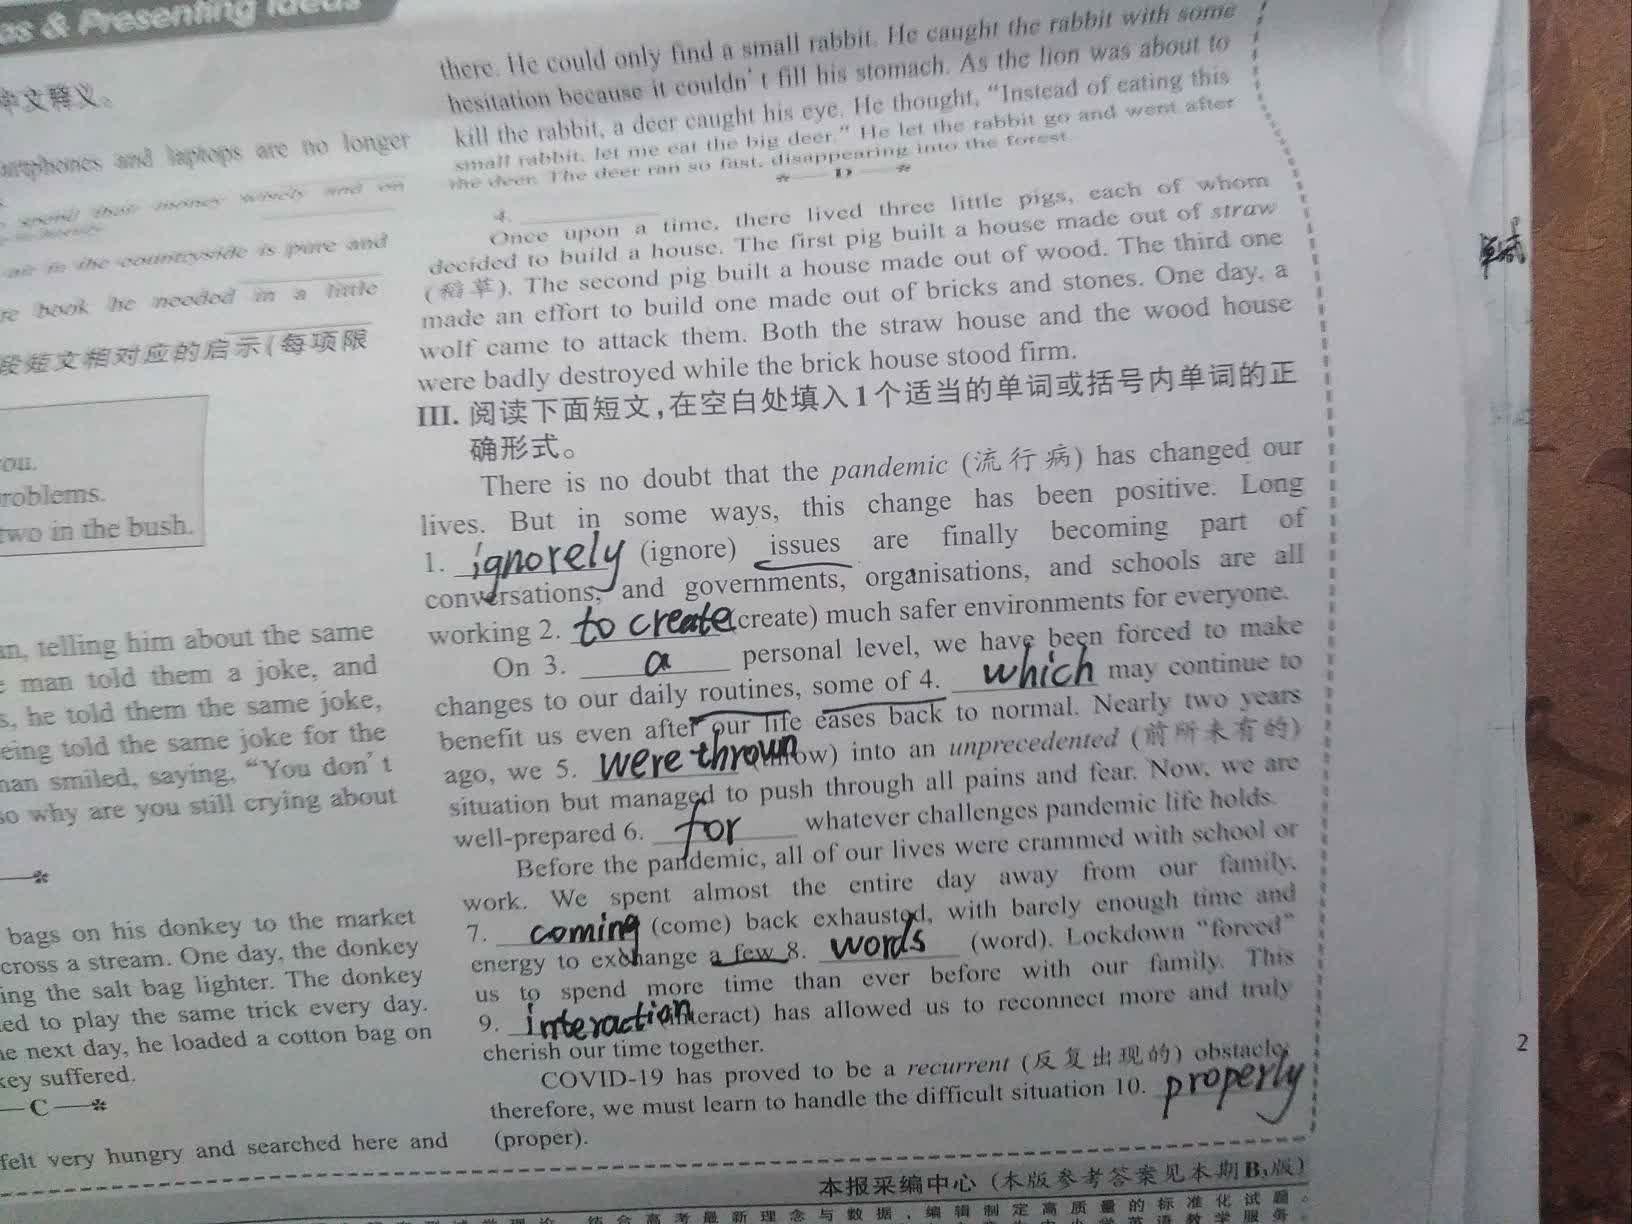 as & Presenting Ideas
中文释义。
and laptops are no longer
spend their money wisely and on
air in the countryside is pure and
book he needed in a little
段短文相对应的启示(每项限
ou.
roblems.
two in the bush.
an, telling him about the same
man told them a joke, and
s, he told them the same joke,
eing told the same joke for the
man smiled, saying, "You don't
so why are you still crying about
bags on his donkey to the market
cross a stream. One day, the donkey
ing the salt bag lighter. The donkey
ed to play the same trick every day.
e next day, he loaded a cotton bag on
key suffered.
C
felt very hungry and searched here and
there. He could only find a small rabbit. He caught the rabbit with some
hesitation because it couldn't fill his stomach. As the lion was about to
kill the rabbit, a deer caught his eye. He thought, "Instead of eating this
small rabbit, let me eat the big deer." He let the rabbit go and went after
the deer. The deer ran so fast, disappearing into the forest.
D
4.
Once upon a time, there lived three little pigs, each of whom
decided to build a house. The first pig built a house made out of straw
(稻草). The second pig built a house made out of wood. The third one
made an effort to build one made out of bricks and stones. One day, a
wolf came to attack them. Both the straw house and the wood house
were badly destroyed while the brick house stood firm.
III. 阅读下面短文,在空白处填入1个适当的单词或括号内单词的正
确形式。
There is no doubt that the pandemic (流行病) has changed our
lives. But in some ways, this change has been positive. Long
1. ignorely (ignore) issues are finally becoming part of
conversations, and governments, organisations, and schools are all
working 2. to create create) much safer environments for everyone.
On 3. a personal level, we have been forced to make
changes to our daily routines, some of 4. which may continue to
benefit us even after our life eases back to normal. Nearly two years
ago, we 5. were thrown (throw) into an unprecedented (前所未有的)
situation but managed to push through all pains and fear. Now, we are
well-prepared 6. for whatever challenges pandemic life holds.
Before the pandemic, all of our lives were crammed with school or
work. We spent almost the entire day away from our family,
7. coming (come) back exhausted, with barely enough time and
energy to exchange a few 8. words (word). Lockdown "forced"
us to spend more time than ever before with our family. This
9. interaction (interact) has allowed us to reconnect more and truly
cherish our time together.
COVID-19 has proved to be a recurrent (反复出现的) obstacle;
therefore, we must learn to handle the difficult situation 10. properly
(proper).
本报采编中心 (本版参考答案见本期B₃版)
结合高考最新理念与数据,编辑制定高质量的标准化试题。
2